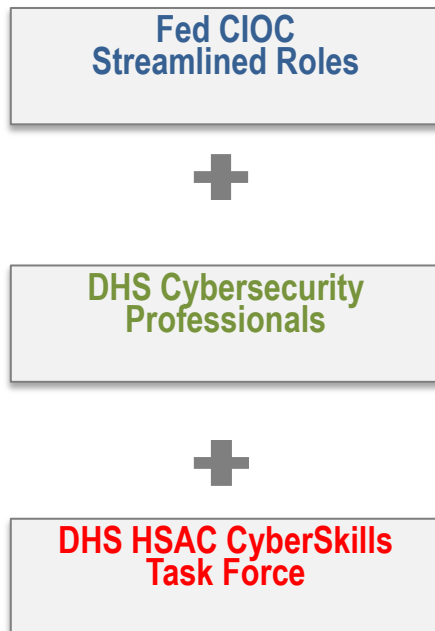 Fed CIOC
Streamlined Roles
DHS Cybersecurity
Professionals
DHS HSAC CyberSkills
Task Force